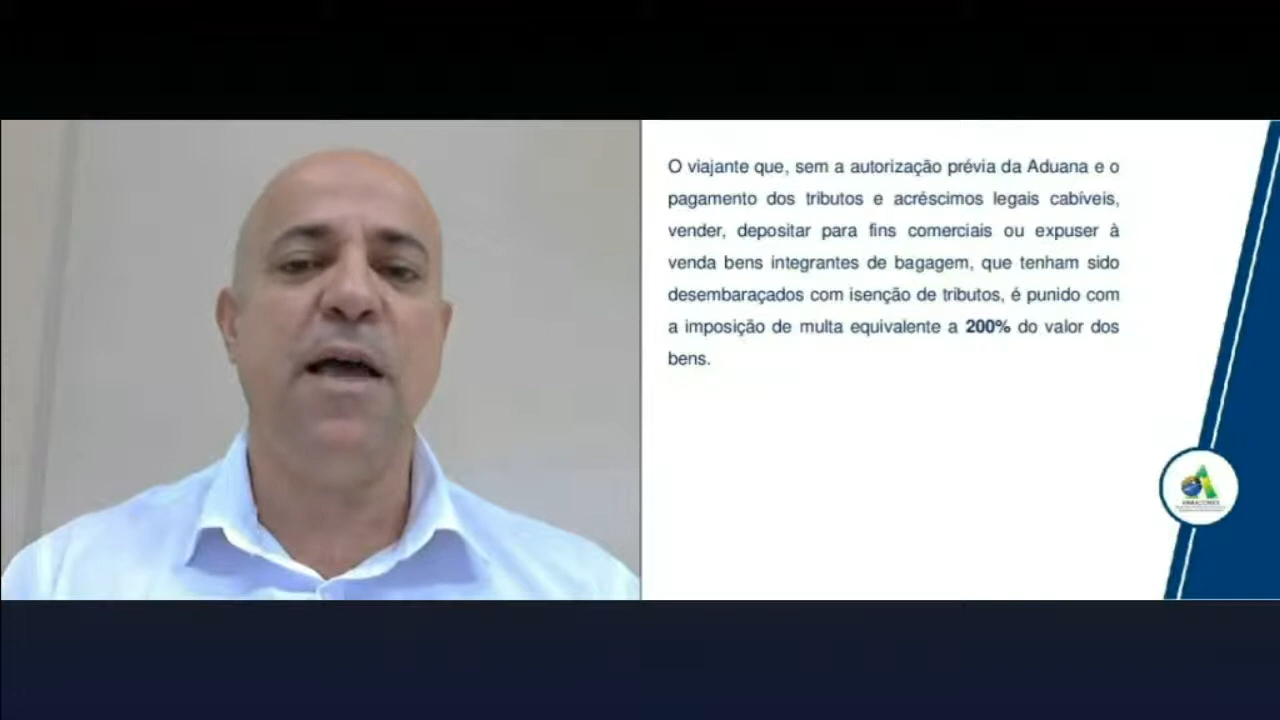 O viajante que, sem a autorização prévia da Aduana e o
pagamento dos tributos e acréscimos legais cabíveis,
vender, depositar para fins comerciais ou expuser à
venda bens integrantes de bagagem, que tenham sido
desembaraçados com isenção de tributos, é punido com
a imposição de multa equivalente a 200% do valor dos
bens.